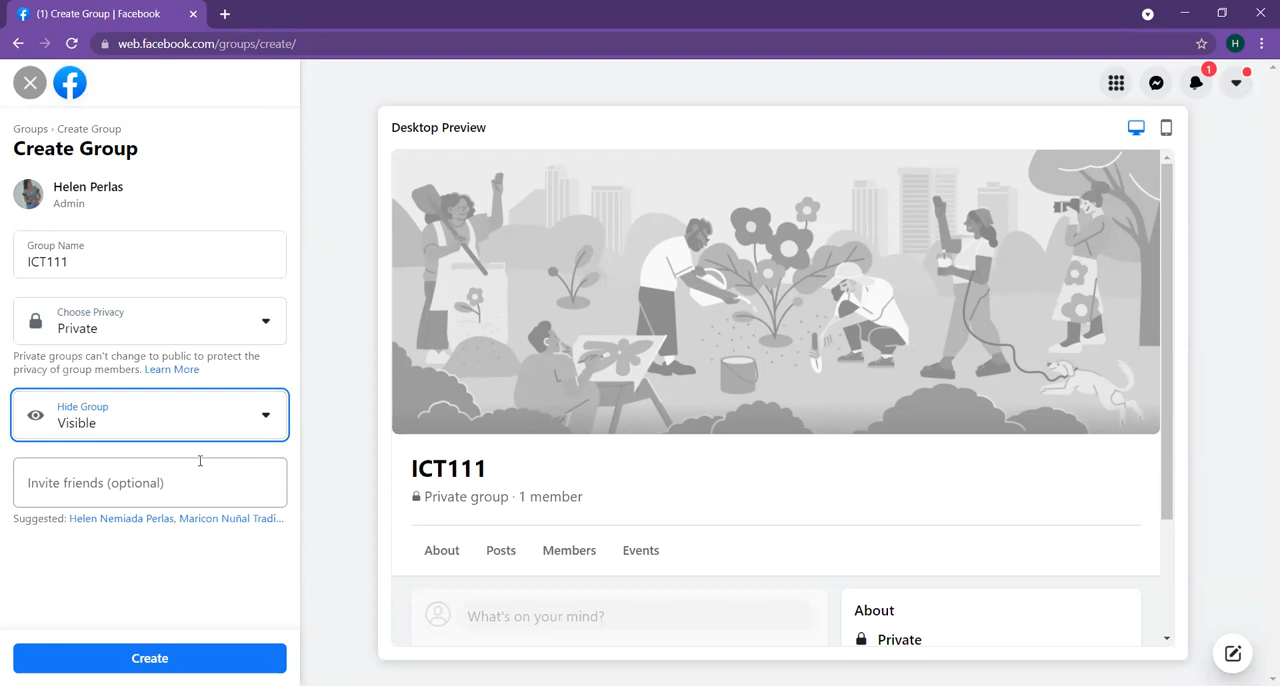 (1) Create Group | Facebook
web.facebook.com/groups/create/
H
1
Groups › Create Group
Create Group
Helen Perlas
Admin
Group Name
ICT111
Choose Privacy
Private
Private groups can't change to public to protect the
privacy of group members. Learn More
Hide Group
Visible
Invite friends (optional)
Suggested: Helen Nemiada Perlas, Maricon Nuñal Tradi...
Create
Desktop Preview
ICT111
Private group · 1 member
About Posts Members Events
What's on your mind?
About
Private